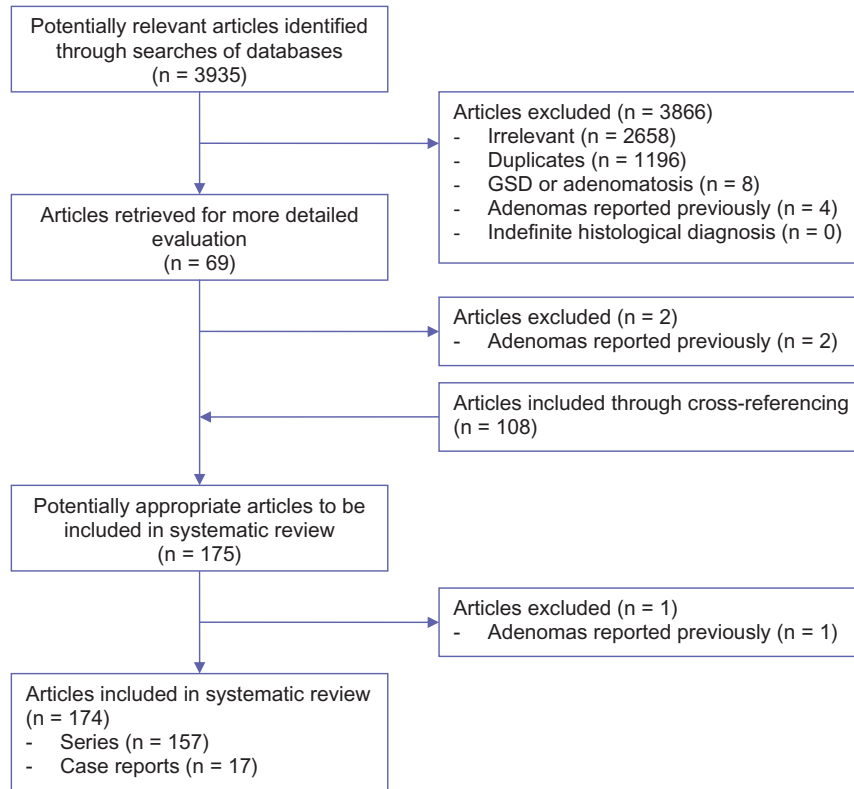 Potentially relevant articles identified
through searches of databases
(n = 3935)
Articles excluded (n = 3866)
- Irrelevant (n = 2658)
- Duplicates (n = 1196)
- GSD or adenomatosis (n = 8)
- Adenomas reported previously (n = 4)
- Indefinite histological diagnosis (n = 0)
Articles retrieved for more detailed
evaluation
(n = 69)
Articles excluded (n = 2)
- Adenomas reported previously (n = 2)
Articles included through cross-referencing
(n = 108)
Potentially appropriate articles to be
included in systematic review
(n = 175)
Articles excluded (n = 1)
- Adenomas reported previously (n = 1)
Articles included in systematic review
(n = 174)
- Series (n = 157)
- Case reports (n = 17)